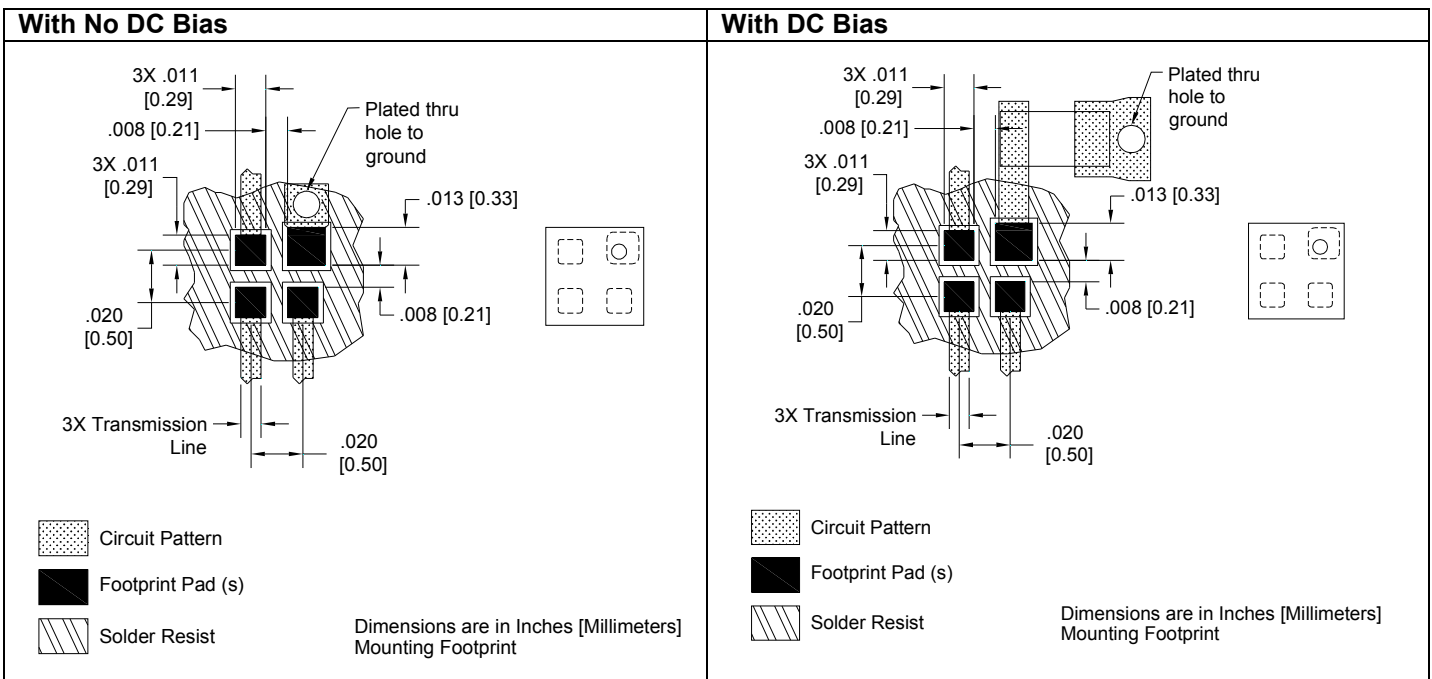 With No DC Bias
3X .011
[0.29]
Plated thru
hole to
ground
.008 [0.21]
3X .011
[0.29]
.013 [0.33]
.020
[0.50]
.008 [0.21]
3X Transmission
Line
.020
[0.50]
Circuit Pattern
Footprint Pad (s)
Solder Resist
Dimensions are in Inches [Millimeters]
Mounting Footprint
With DC Bias
3X .011
[0.29]
Plated thru
hole to
ground
.008 [0.21]
3X .011
[0.29]
.013 [0.33]
.020
[0.50]
.008 [0.21]
3X Transmission
Line
.020
[0.50]
Circuit Pattern
Footprint Pad (s)
Solder Resist
Dimensions are in Inches [Millimeters]
Mounting Footprint